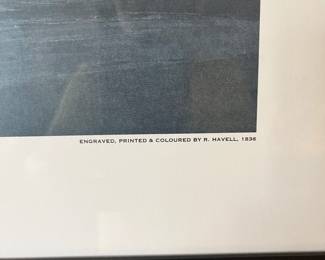 ENGRAVED, PRINTED & COLOURED BY R. HAVELL, 1836